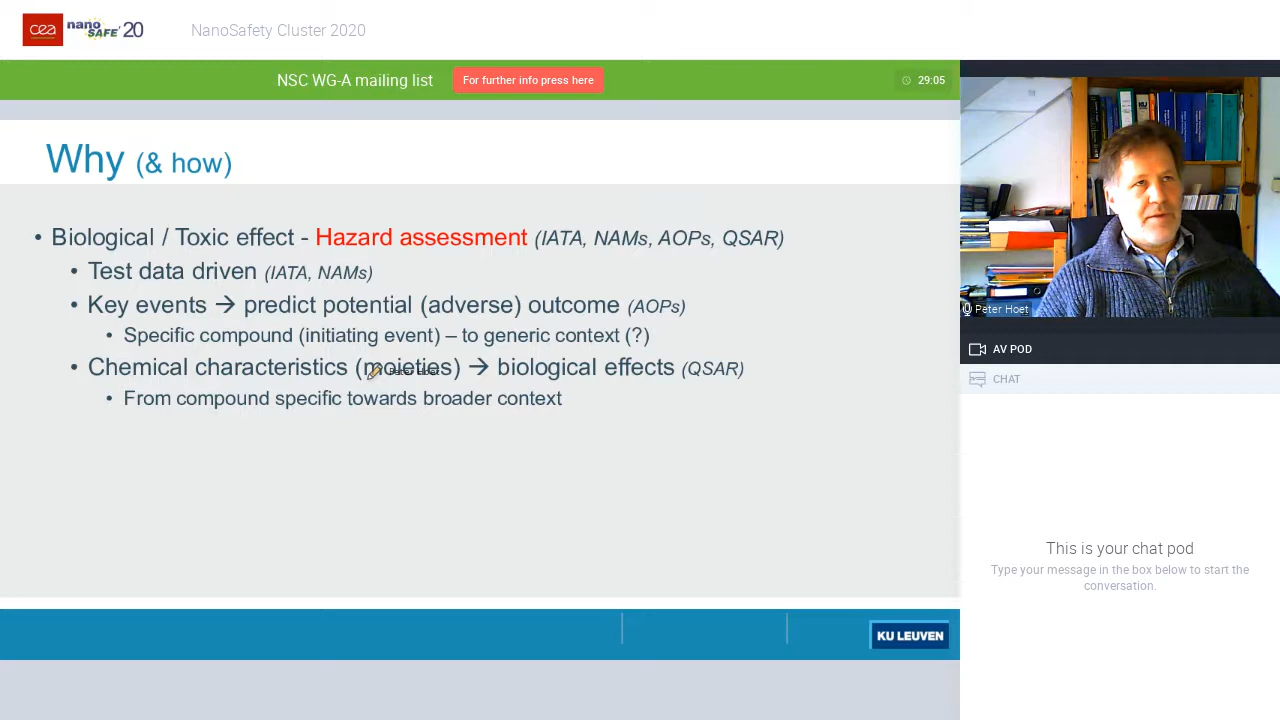 cea nano SAFE' 20
NanoSafety Cluster 2020
NSC WG-A mailing list
For further info press here
29:05
Why (& how)
• Biological / Toxic effect - Hazard assessment (IATA, NAMs, AOPs, QSAR)
• Test data driven (IATA, NAMs)
• Key events → predict potential (adverse) outcome (AOPs)
• Specific compound (initiating event) – to generic context (?)
• Chemical characteristics (moieties) → biological effects (QSAR)
Peter Hoet
• From compound specific towards broader context
KU LEUVEN
Peter Hoet
AV POD
CHAT
This is your chat pod
Type your message in the box below to start the
conversation.